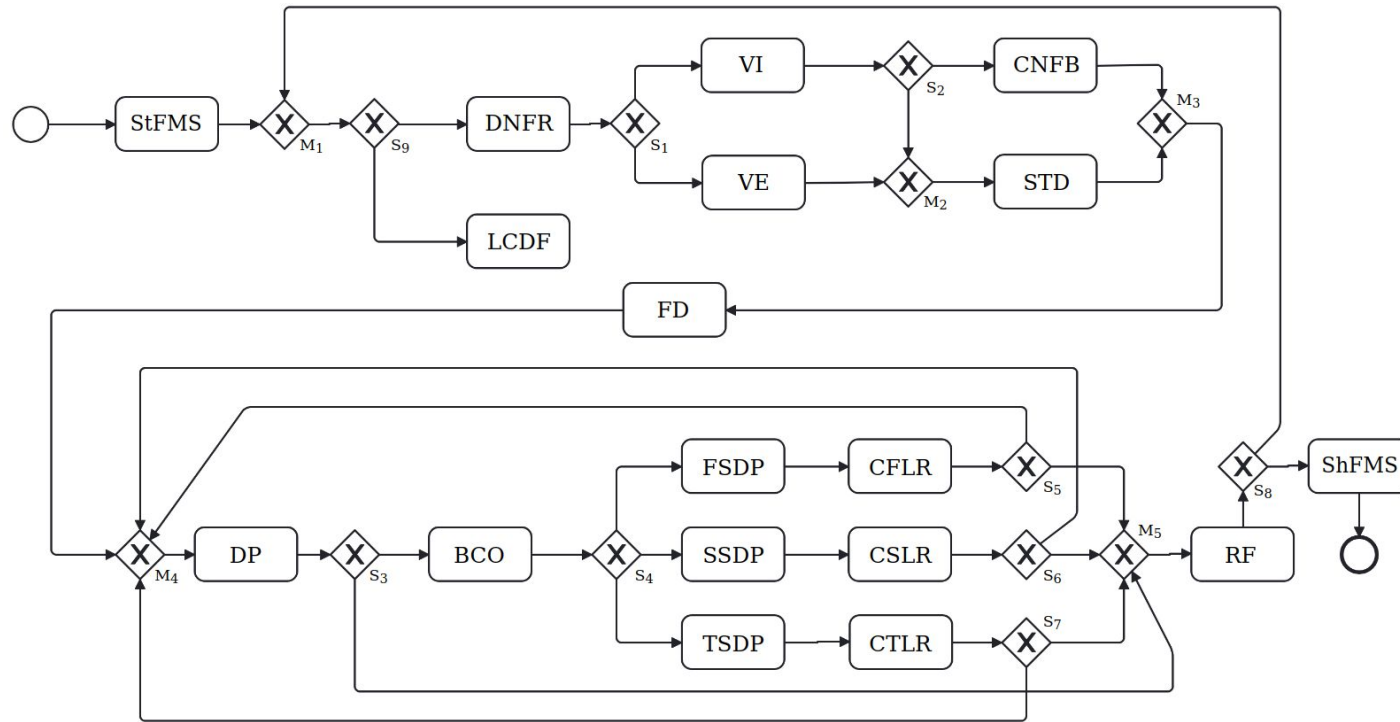 StFMS
M1
S9
DNFR
S1
VI
VE
S2
M2
CNFB
STD
M3
LCDF
FD
M4
DP
S3
BCO
S4
FSDP
CFLR
S5
SSDP
CSLR
S6
TSDP
CTLR
S7
M5
RF
S8
ShFMS